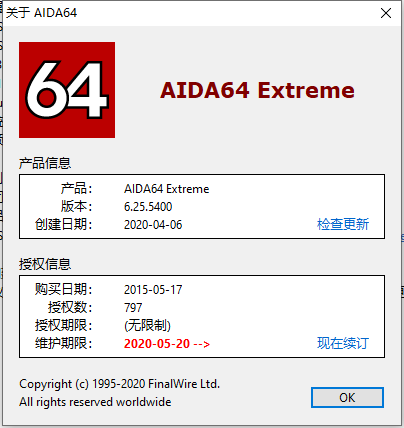 关于 AIDA64
64
AIDA64 Extreme
产品信息
产品： AIDA64 Extreme
版本： 6.25.5400
创建日期： 2020-04-06 检查更新
授权信息
购买日期： 2015-05-17
授权数： 797
授权期限： (无限制)
维护期限： 2020-05-20 --> 现在续订
Copyright (c) 1995-2020 FinalWire Ltd.
All rights reserved worldwide
OK